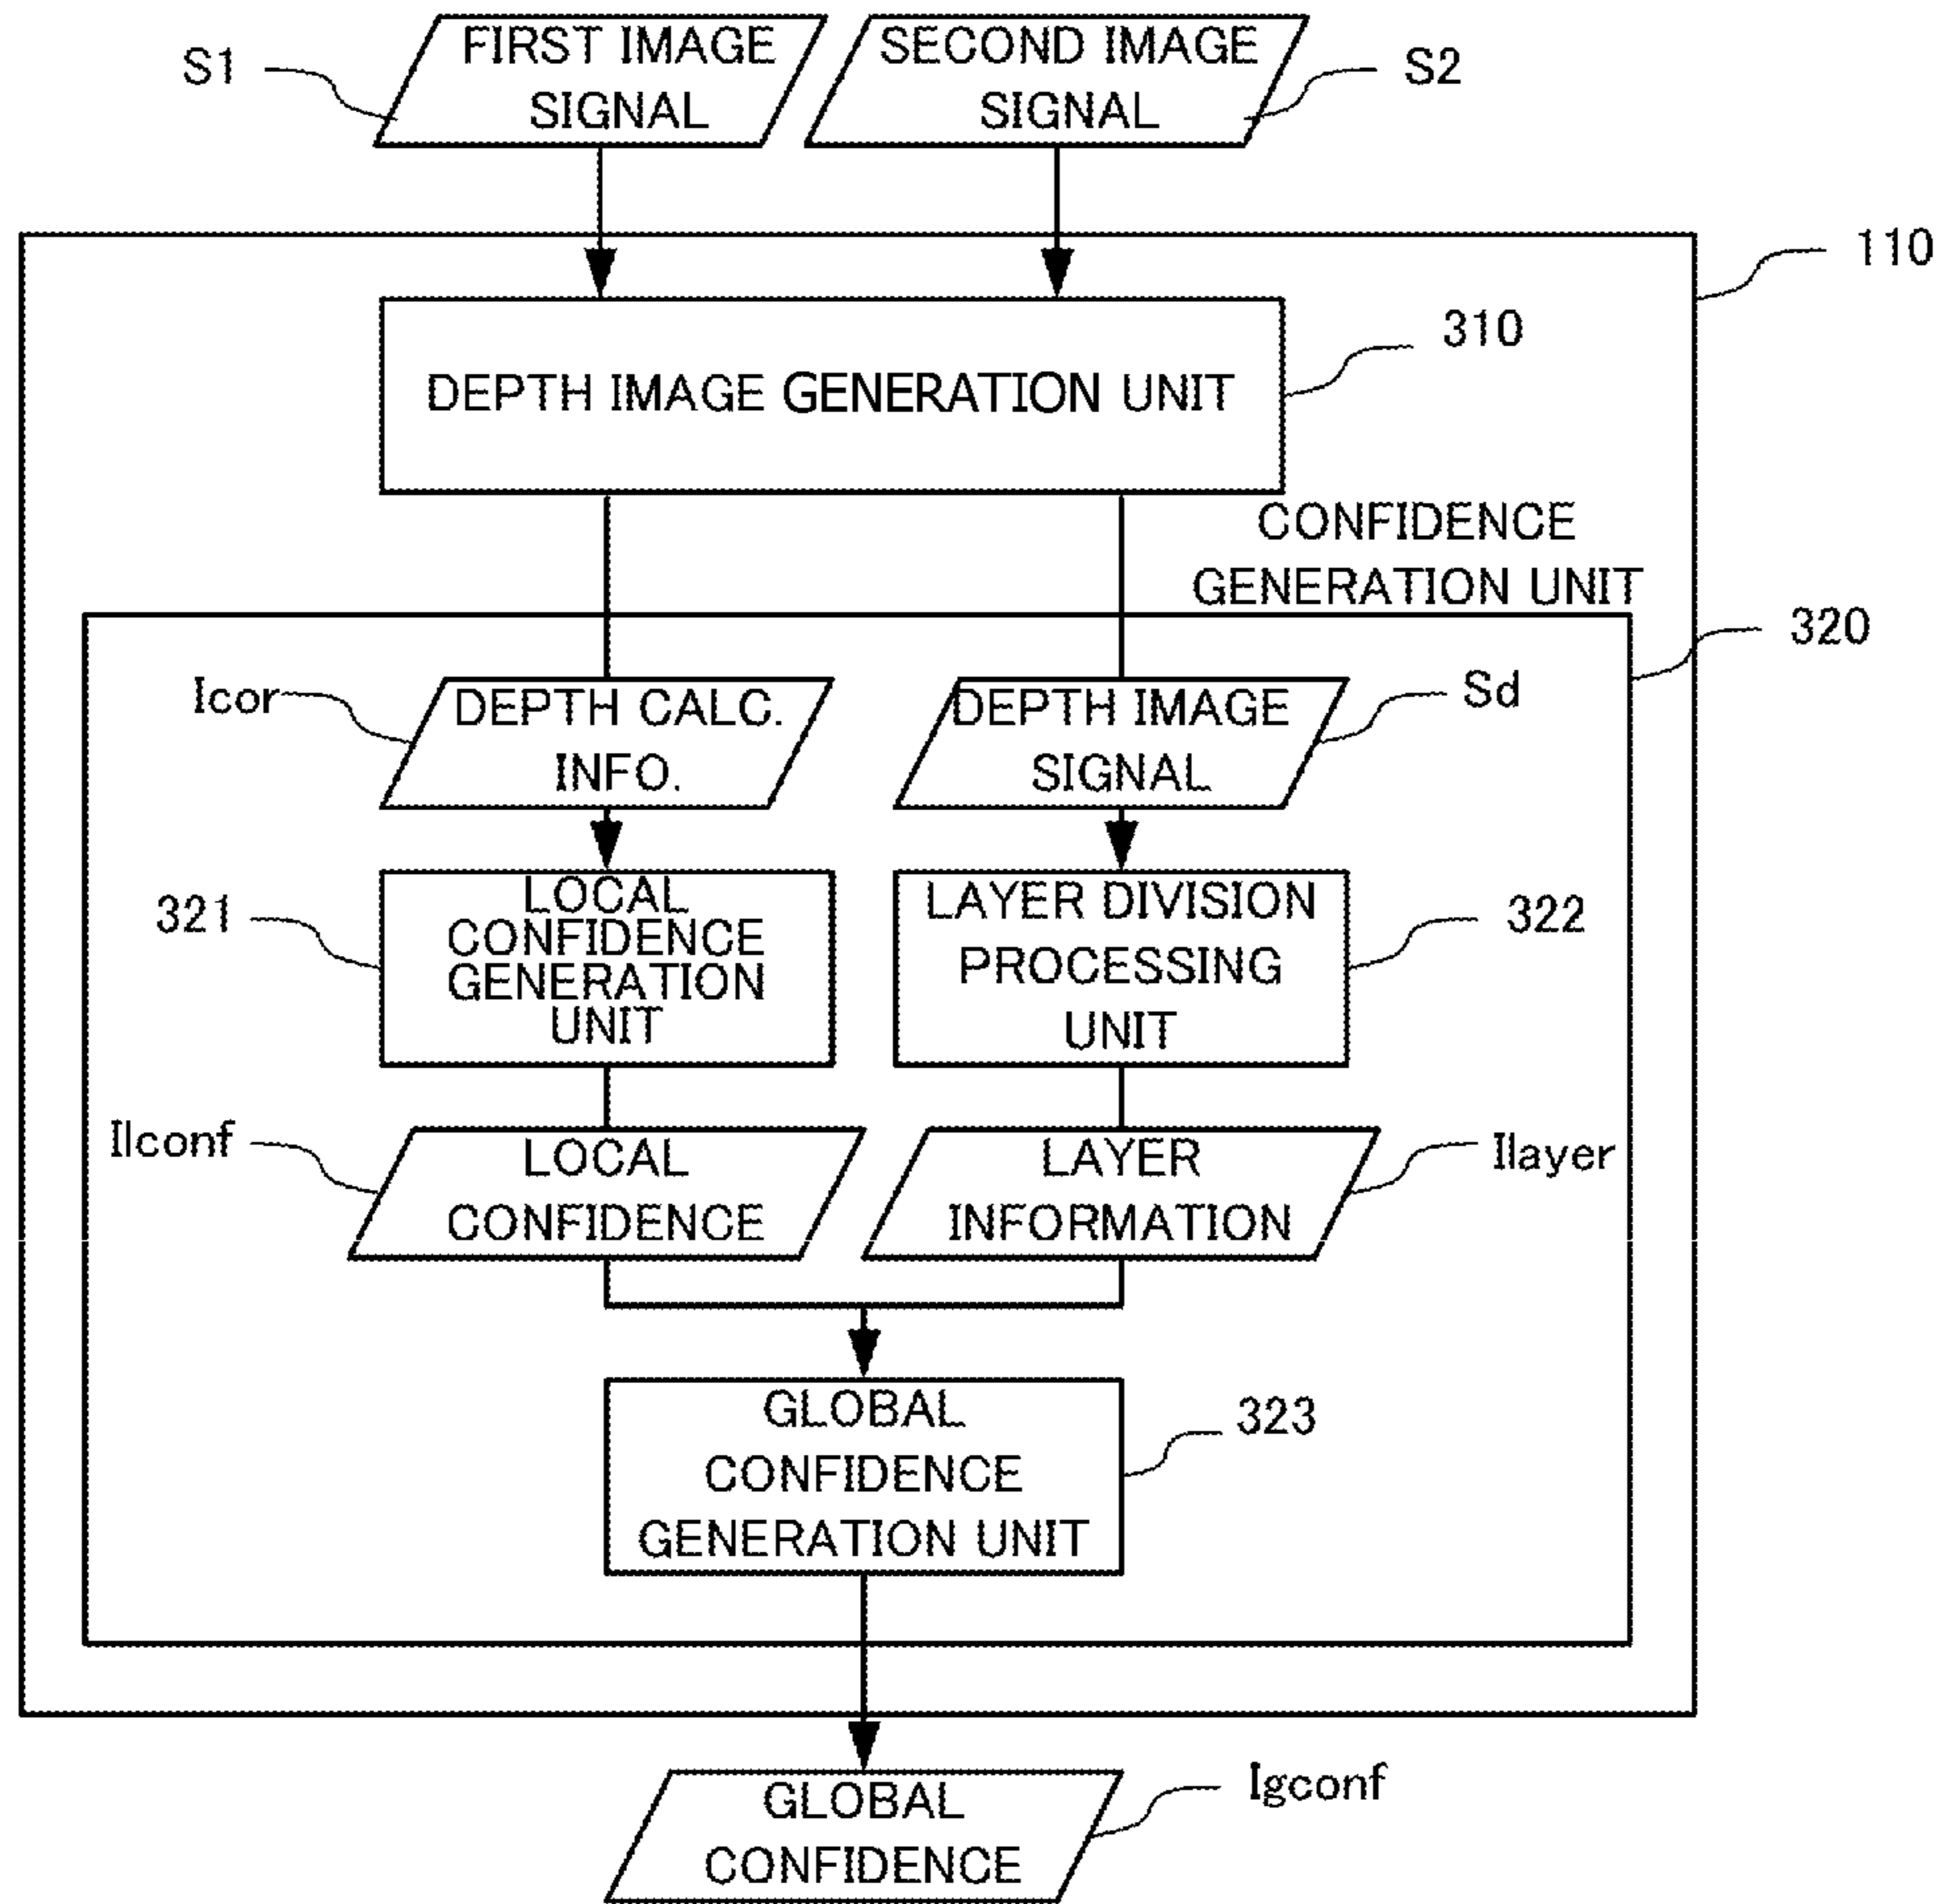 S1
FIRST IMAGE
SIGNAL
SECOND IMAGE
SIGNAL
S2
110
310
DEPTH IMAGE GENERATION UNIT
CONFIDENCE
GENERATION UNIT
320
Icor
DEPTH CALC.
INFO.
DEPTH IMAGE
SIGNAL
Sd
321
LOCAL
CONFIDENCE
GENERATION
UNIT
LAYER DIVISION
PROCESSING
UNIT
322
Ilconf
LOCAL
CONFIDENCE
LAYER
INFORMATION
Ilayer
GLOBAL
CONFIDENCE
GENERATION UNIT
323
GLOBAL
CONFIDENCE
Igconf